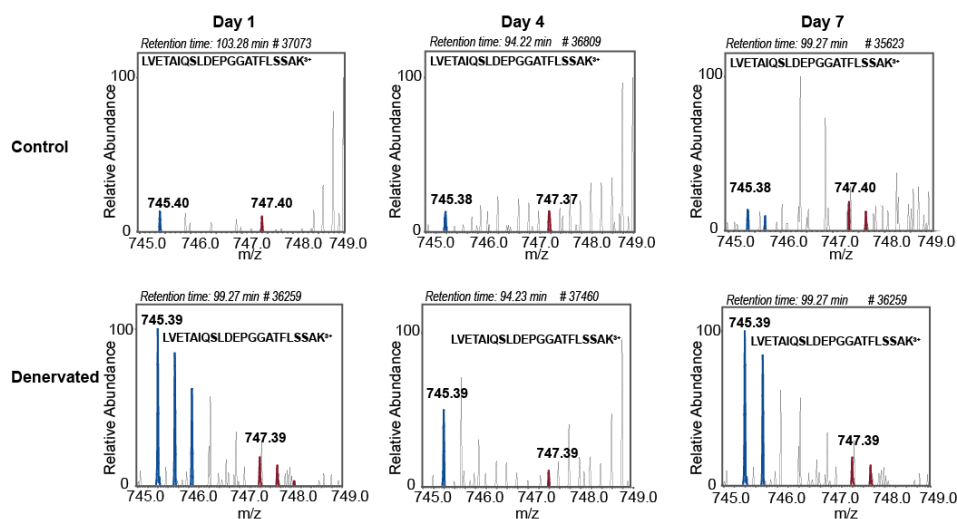 Day 1
Day 4
Day 7
Control
Retention time: 103.28 min # 37073
LVETAIQSLDEPGGATFLSSAK³⁺
100
Relative Abundance
745.40
747.40
0
745.0 746.0 747.0 748.0 749.0
m/z
Retention time: 94.22 min # 36809
LVETAIQSLDEPGGATFLSSAK³⁺
100
Relative Abundance
745.38
747.37
0
745.0 746.0 747.0 748.0 749.0
m/z
Retention time: 99.27 min # 35623
LVETAIQSLDEPGGATFLSSAK³⁺
100
Relative Abundance
745.38
747.40
0
745.0 746.0 747.0 748.0 749.0
m/z
Denervated
Retention time: 99.27 min # 36259
745.39
LVETAIQSLDEPGGATFLSSAK³⁺
100
Relative Abundance
747.39
0
745.0 746.0 747.0 748.0 749.0
m/z
Retention time: 94.23 min # 37460
LVETAIQSLDEPGGATFLSSAK³⁺
100
Relative Abundance
745.39
747.39
0
745.0 746.0 747.0 748.0 749.0
m/z
Retention time: 99.27 min # 36259
745.39
LVETAIQSLDEPGGATFLSSAK³⁺
100
Relative Abundance
747.39
0
745.0 746.0 747.0 748.0 749.0
m/z